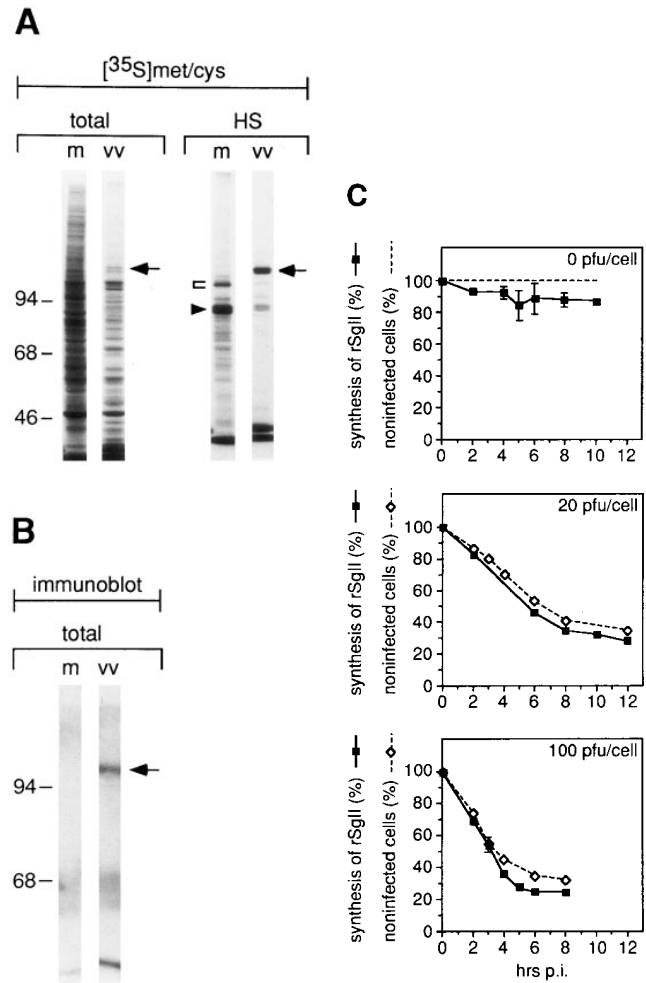 A
[35S]met/cys
total HS
m vv m vv
94
68
46
B
immunoblot
total
m vv
94
68
C
synthesis of rSgII (%)
noninfected cells (%)
0 pfu/cell
100
80
60
40
20
0
0 2 4 6 8 10 12
synthesis of rSgII (%)
noninfected cells (%)
20 pfu/cell
100
80
60
40
20
0
0 2 4 6 8 10 12
synthesis of rSgII (%)
noninfected cells (%)
100 pfu/cell
100
80
60
40
20
0
0 2 4 6 8 10 12
hrs p.i.